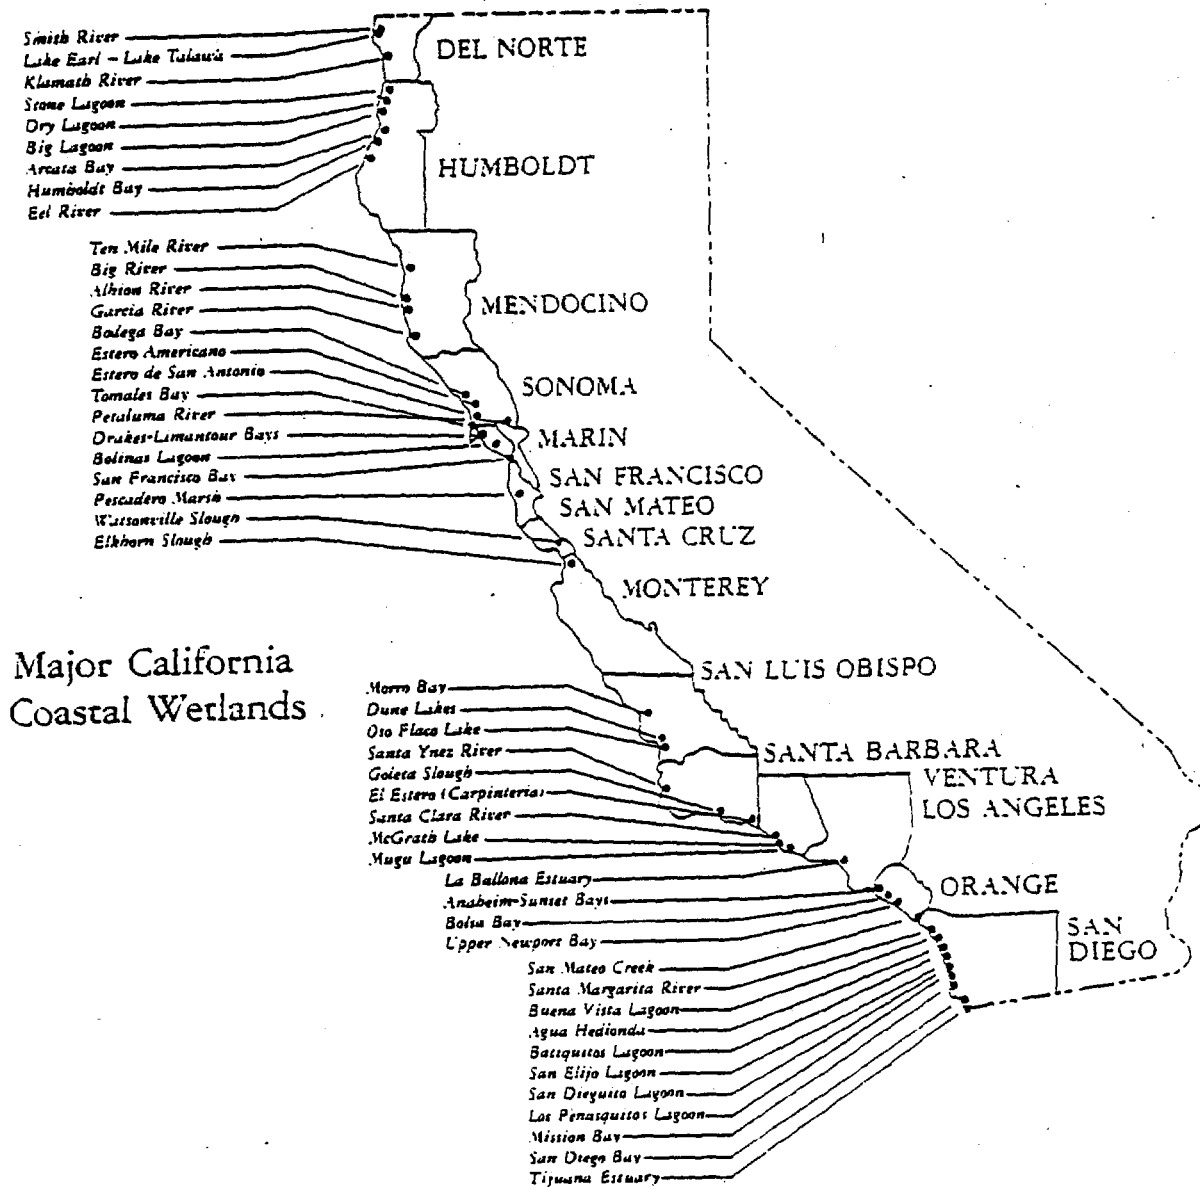 Smith River
Lake Earl – Lake Talawa
Klamath River
Stone Lagoon
Dry Lagoon
Big Lagoon
Arcata Bay
Humboldt Bay
Eel River
DEL NORTE
HUMBOLDT
Ten Mile River
Big River
Albion River
Garcia River
Bodega Bay
Estero Americano
Estero de San Antonio
Tomales Bay
Petaluma River
Drakes-Limantour Bays
Bolinas Lagoon
San Francisco Bay
Pescadero Marsh
Watsonville Slough
Elkhorn Slough
MENDOCINO
SONOMA
MARIN
SAN FRANCISCO
SAN MATEO
SANTA CRUZ
MONTEREY
Major California
Coastal Wetlands
SAN LUIS OBISPO
Morro Bay
Dune Lakes
Oso Flaco Lake
Santa Ynez River
Goleta Slough
El Estero (Carpinteria)
Santa Clara River
McGrath Lake
Mugu Lagoon
SANTA BARBARA
VENTURA
LOS ANGELES
La Ballona Estuary
Anaheim-Sunset Bays
Bolsa Bay
Upper Newport Bay
ORANGE
SAN
DIEGO
San Mateo Creek
Santa Margarita River
Buena Vista Lagoon
Agua Hedionda
Batiquitos Lagoon
San Elijo Lagoon
San Dieguito Lagoon
Los Penasquitos Lagoon
Mission Bay
San Diego Bay
Tijuana Estuary